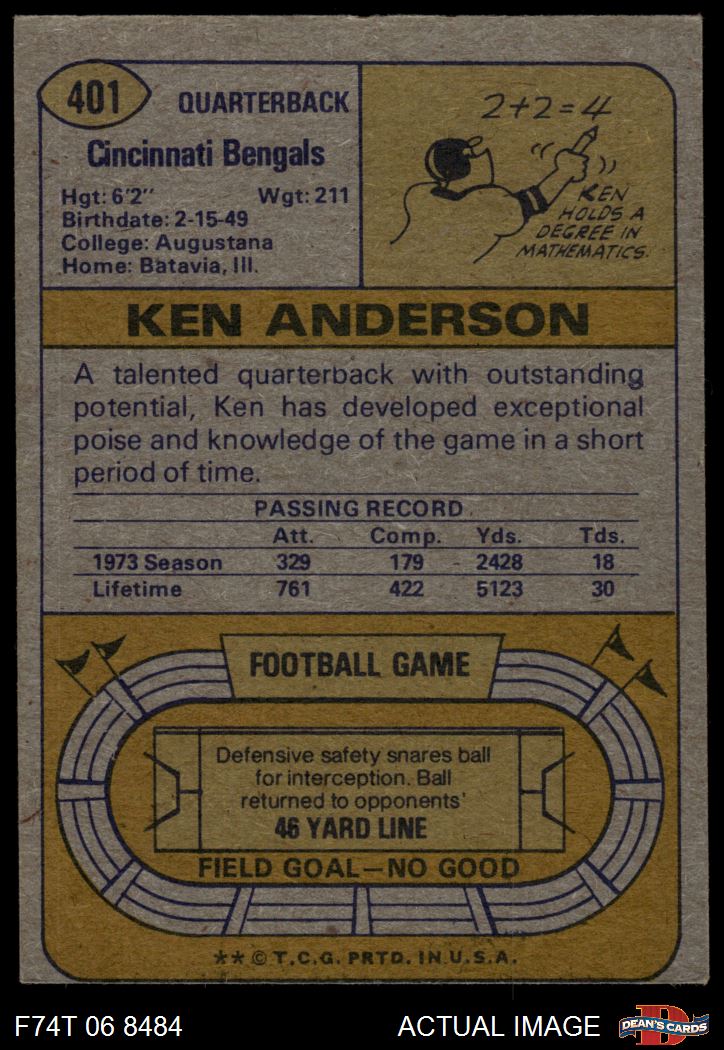 401
QUARTERBACK
Cincinnati Bengals
Hgt: 6'2" Wgt: 211
Birthdate: 2-15-49
College: Augustana
Home: Batavia, Ill.
2+2=4
KEN
HOLDS A
DEGREE IN
MATHEMATICS.
KEN ANDERSON
A talented quarterback with outstanding
potential, Ken has developed exceptional
poise and knowledge of the game in a short
period of time.
PASSING RECORD
Att. Comp. Yds. Tds.
1973 Season 329 179 2428 18
Lifetime 761 422 5123 30
FOOTBALL GAME
Defensive safety snares ball
for interception. Ball
returned to opponents'
46 YARD LINE
FIELD GOAL—NO GOOD
** © T.C.G. PRTD. IN U.S.A.
F74T 06 8484 ACTUAL IMAGE
D
DEAN'S CARDS